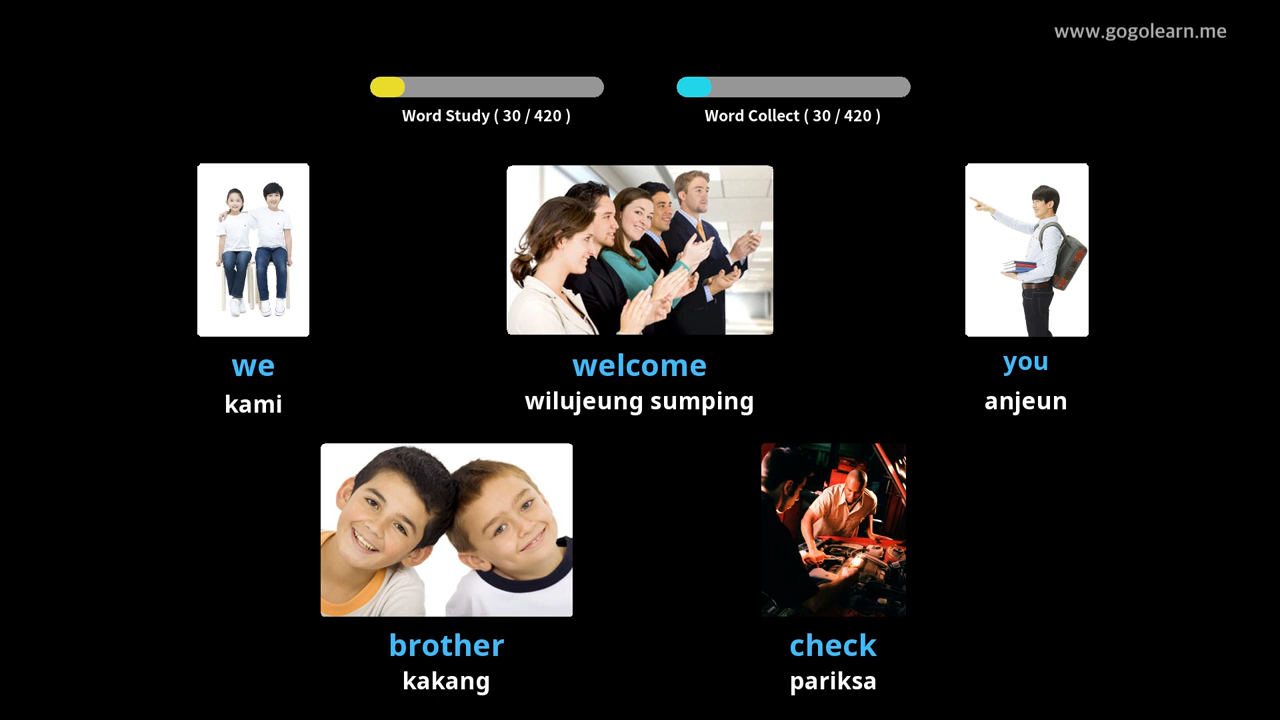 www.gogolearn.me
Word Study ( 30 / 420 )
Word Collect ( 30 / 420 )
we
kami
welcome
wilujeung sumping
you
anjeun
brother
kakang
check
pariksa